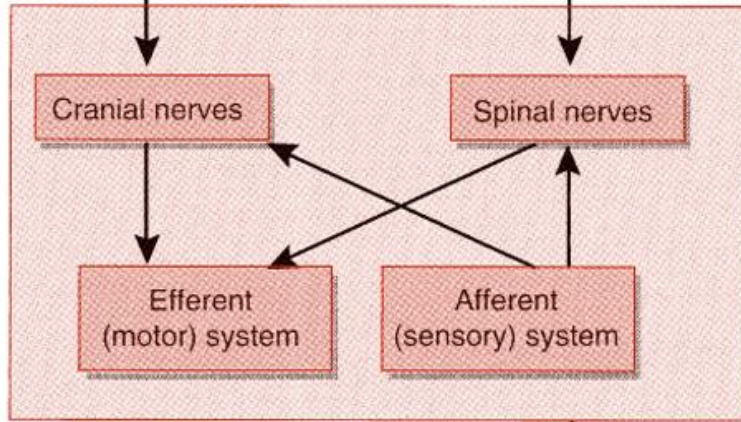 Cranial nerves
Spinal nerves
Efferent
(motor) system
Afferent
(sensory) system